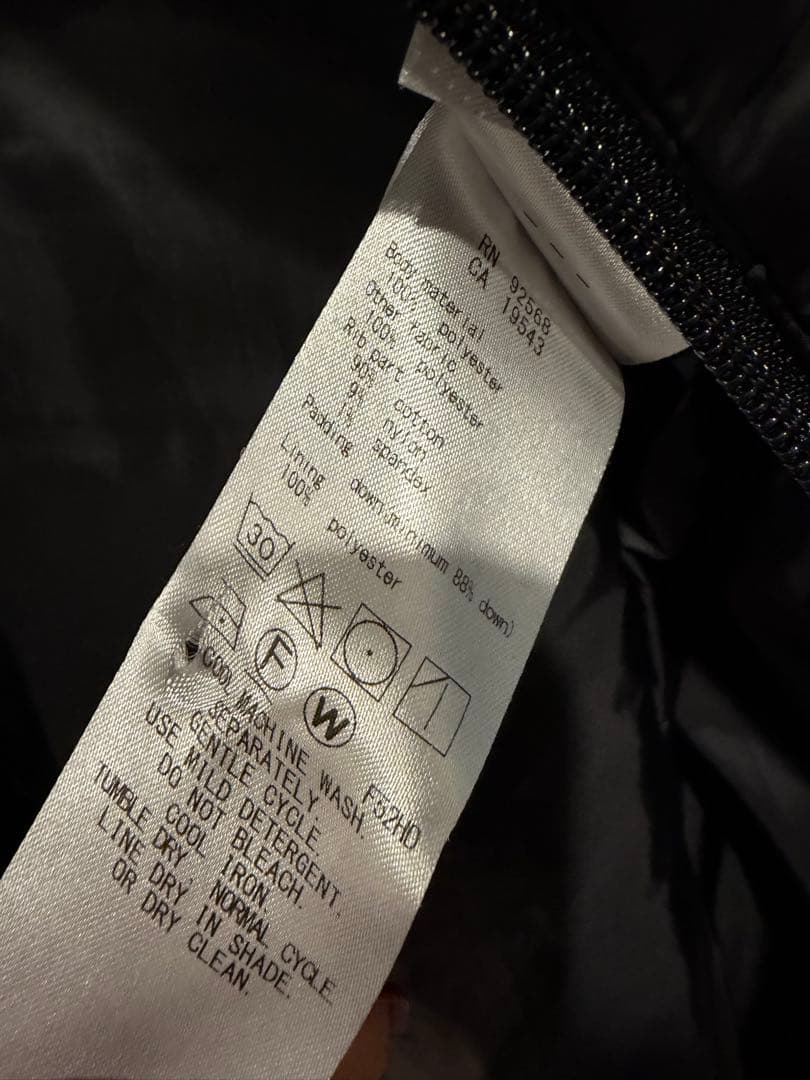 RN 92568
CA 19543
Body material
100% polyester
Other fabric
100% polyester
Rib part
90% cotton
9% nylon
1% spandex
Padding
down(minimum 88% down)
Lining
100% polyester
30
F
W
F52HD
COOL MACHINE WASH.
SEPARATELY.
GENTLE CYCLE.
USE MILD DETERGENT.
DO NOT BLEACH.
COOL IRON.
TUMBLE DRY, NORMAL CYCLE.
LINE DRY IN SHADE.
OR DRY CLEAN.